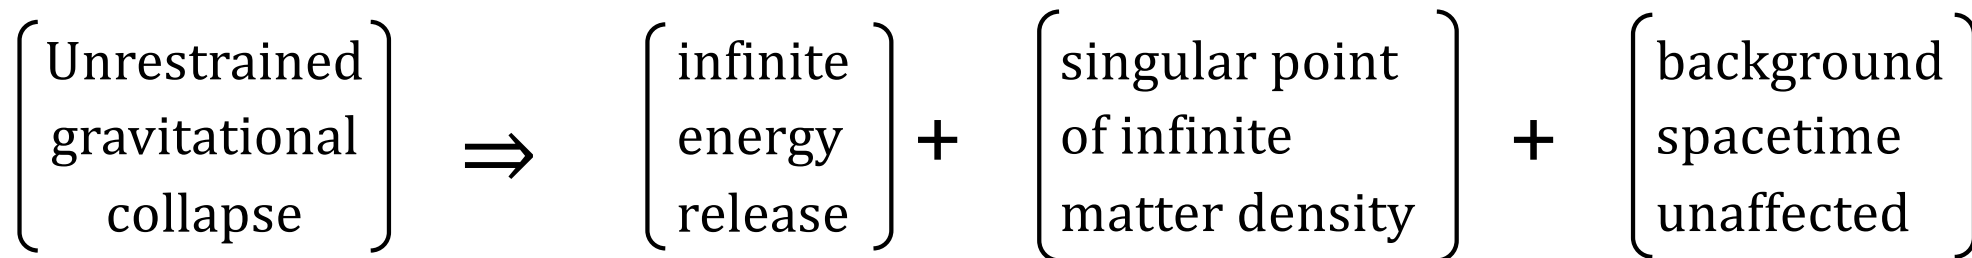 Unrestrained
gravitational
collapse
⇒
infinite
energy
release
+
singular point
of infinite
matter density
+
background
spacetime
unaffected